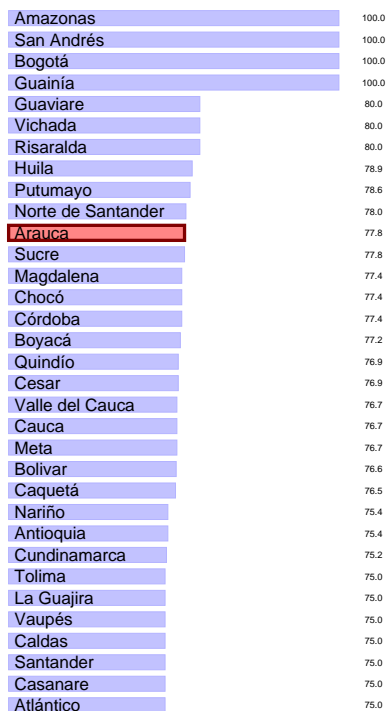 Amazonas 100.0
San Andrés 100.0
Bogotá 100.0
Guainía 100.0
Guaviare 80.0
Vichada 80.0
Risaralda 80.0
Huila 78.9
Putumayo 78.6
Norte de Santander 78.0
Arauca 77.8
Sucre 77.8
Magdalena 77.4
Chocó 77.4
Córdoba 77.4
Boyacá 77.2
Quindío 76.9
Cesar 76.9
Valle del Cauca 76.7
Cauca 76.7
Meta 76.7
Bolivar 76.6
Caquetá 76.5
Nariño 75.4
Antioquia 75.4
Cundinamarca 75.2
Tolima 75.0
La Guajira 75.0
Vaupés 75.0
Caldas 75.0
Santander 75.0
Casanare 75.0
Atlántico 75.0